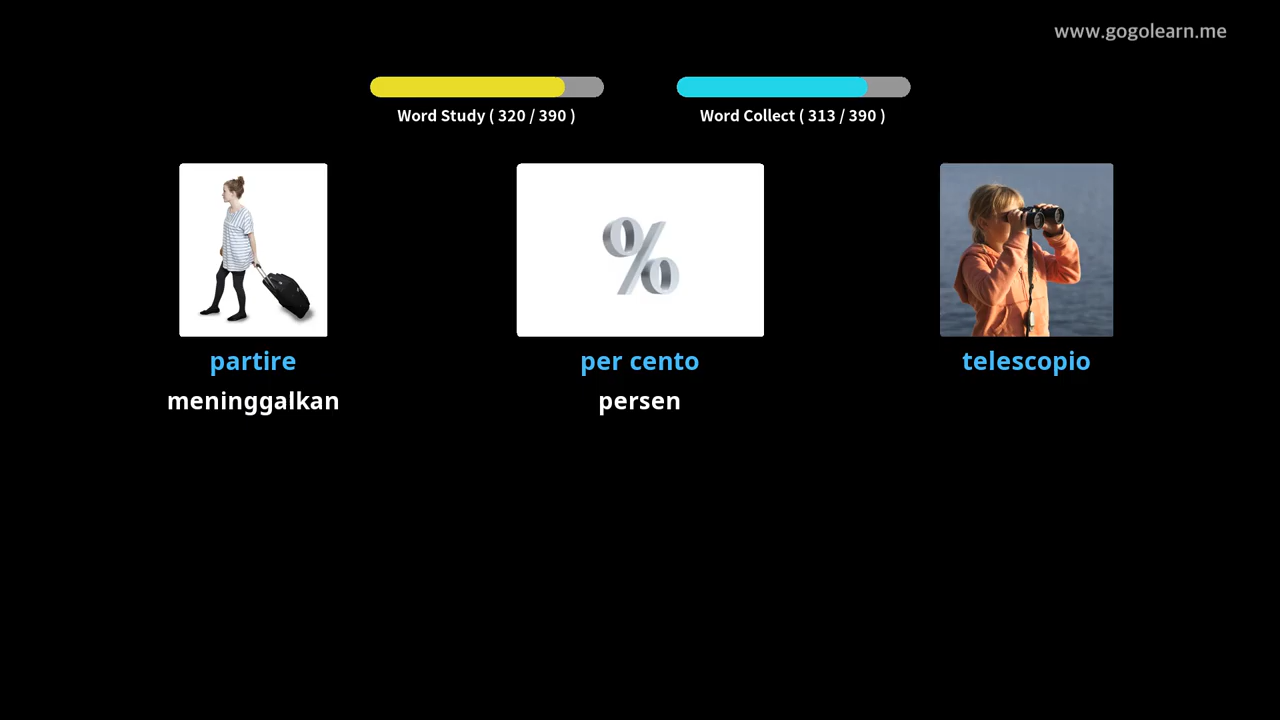 www.gogolearn.me
Word Study ( 320 / 390 )
Word Collect ( 313 / 390 )
%
partire
per cento
telescopio
meninggalkan
persen